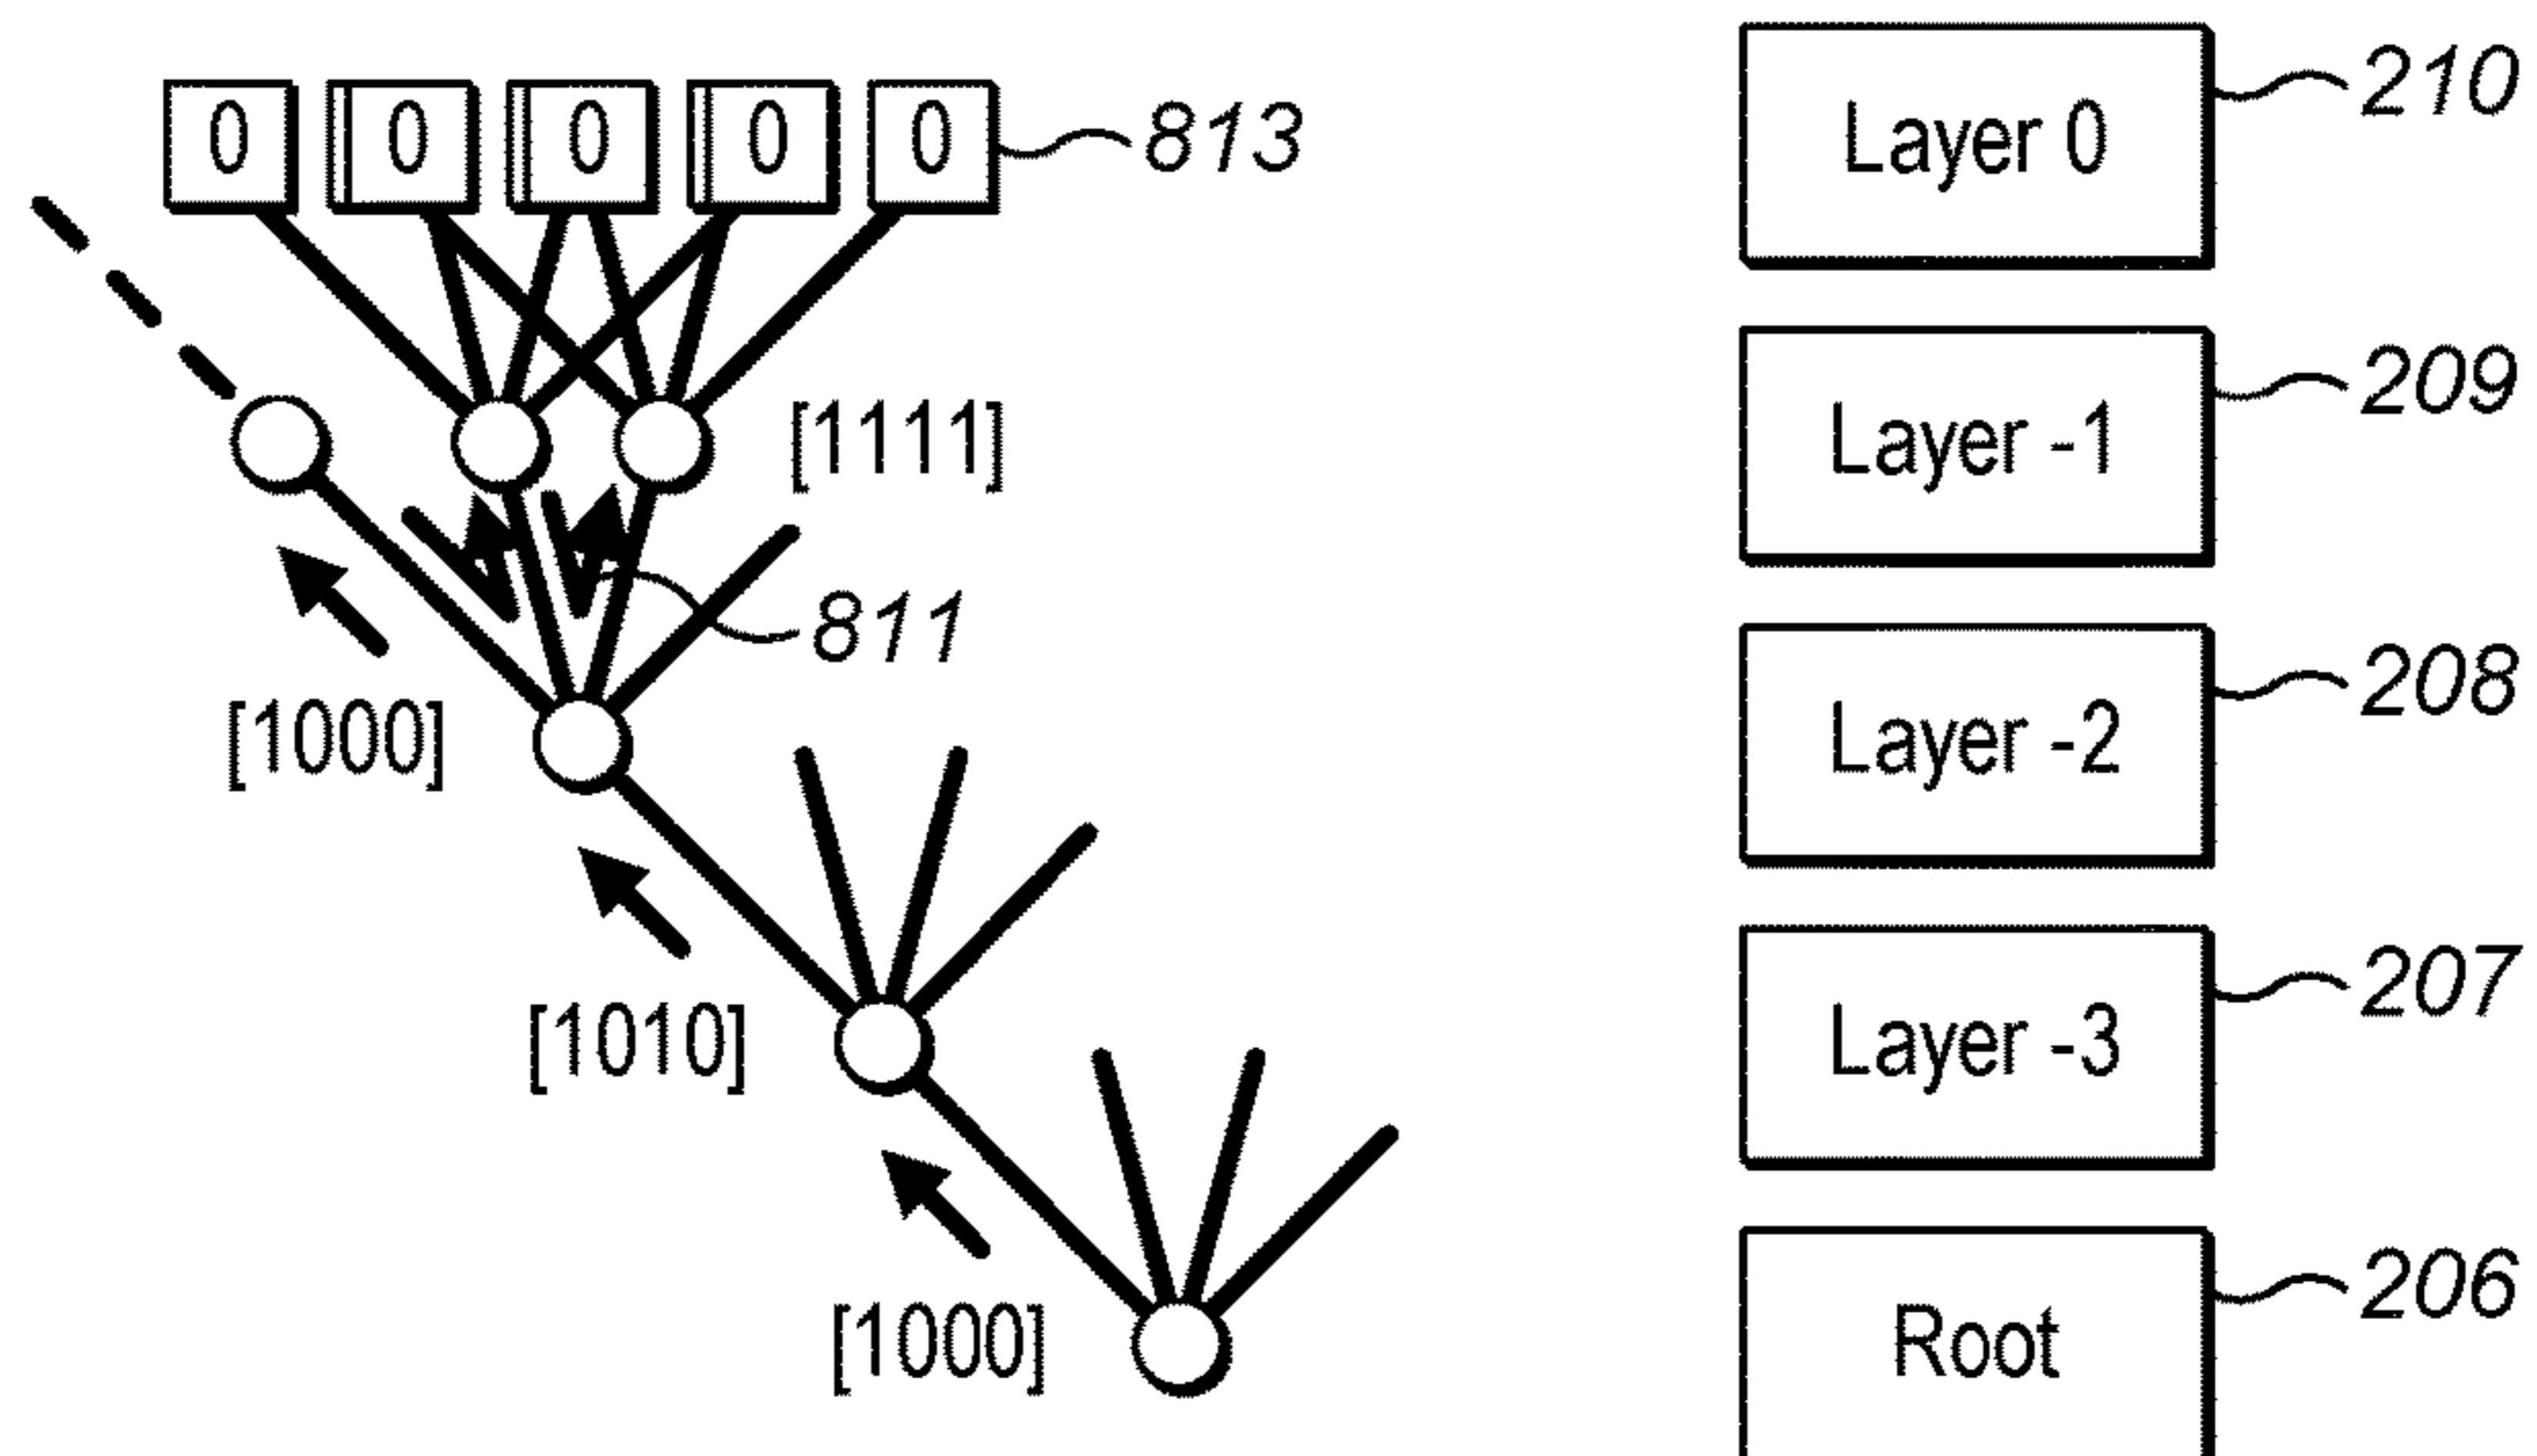 0 0 0 0 0 813
[1111]
811
[1000]
[1010]
[1000]
Layer 0 210
Layer -1 209
Layer -2 208
Layer -3 207
Root 206